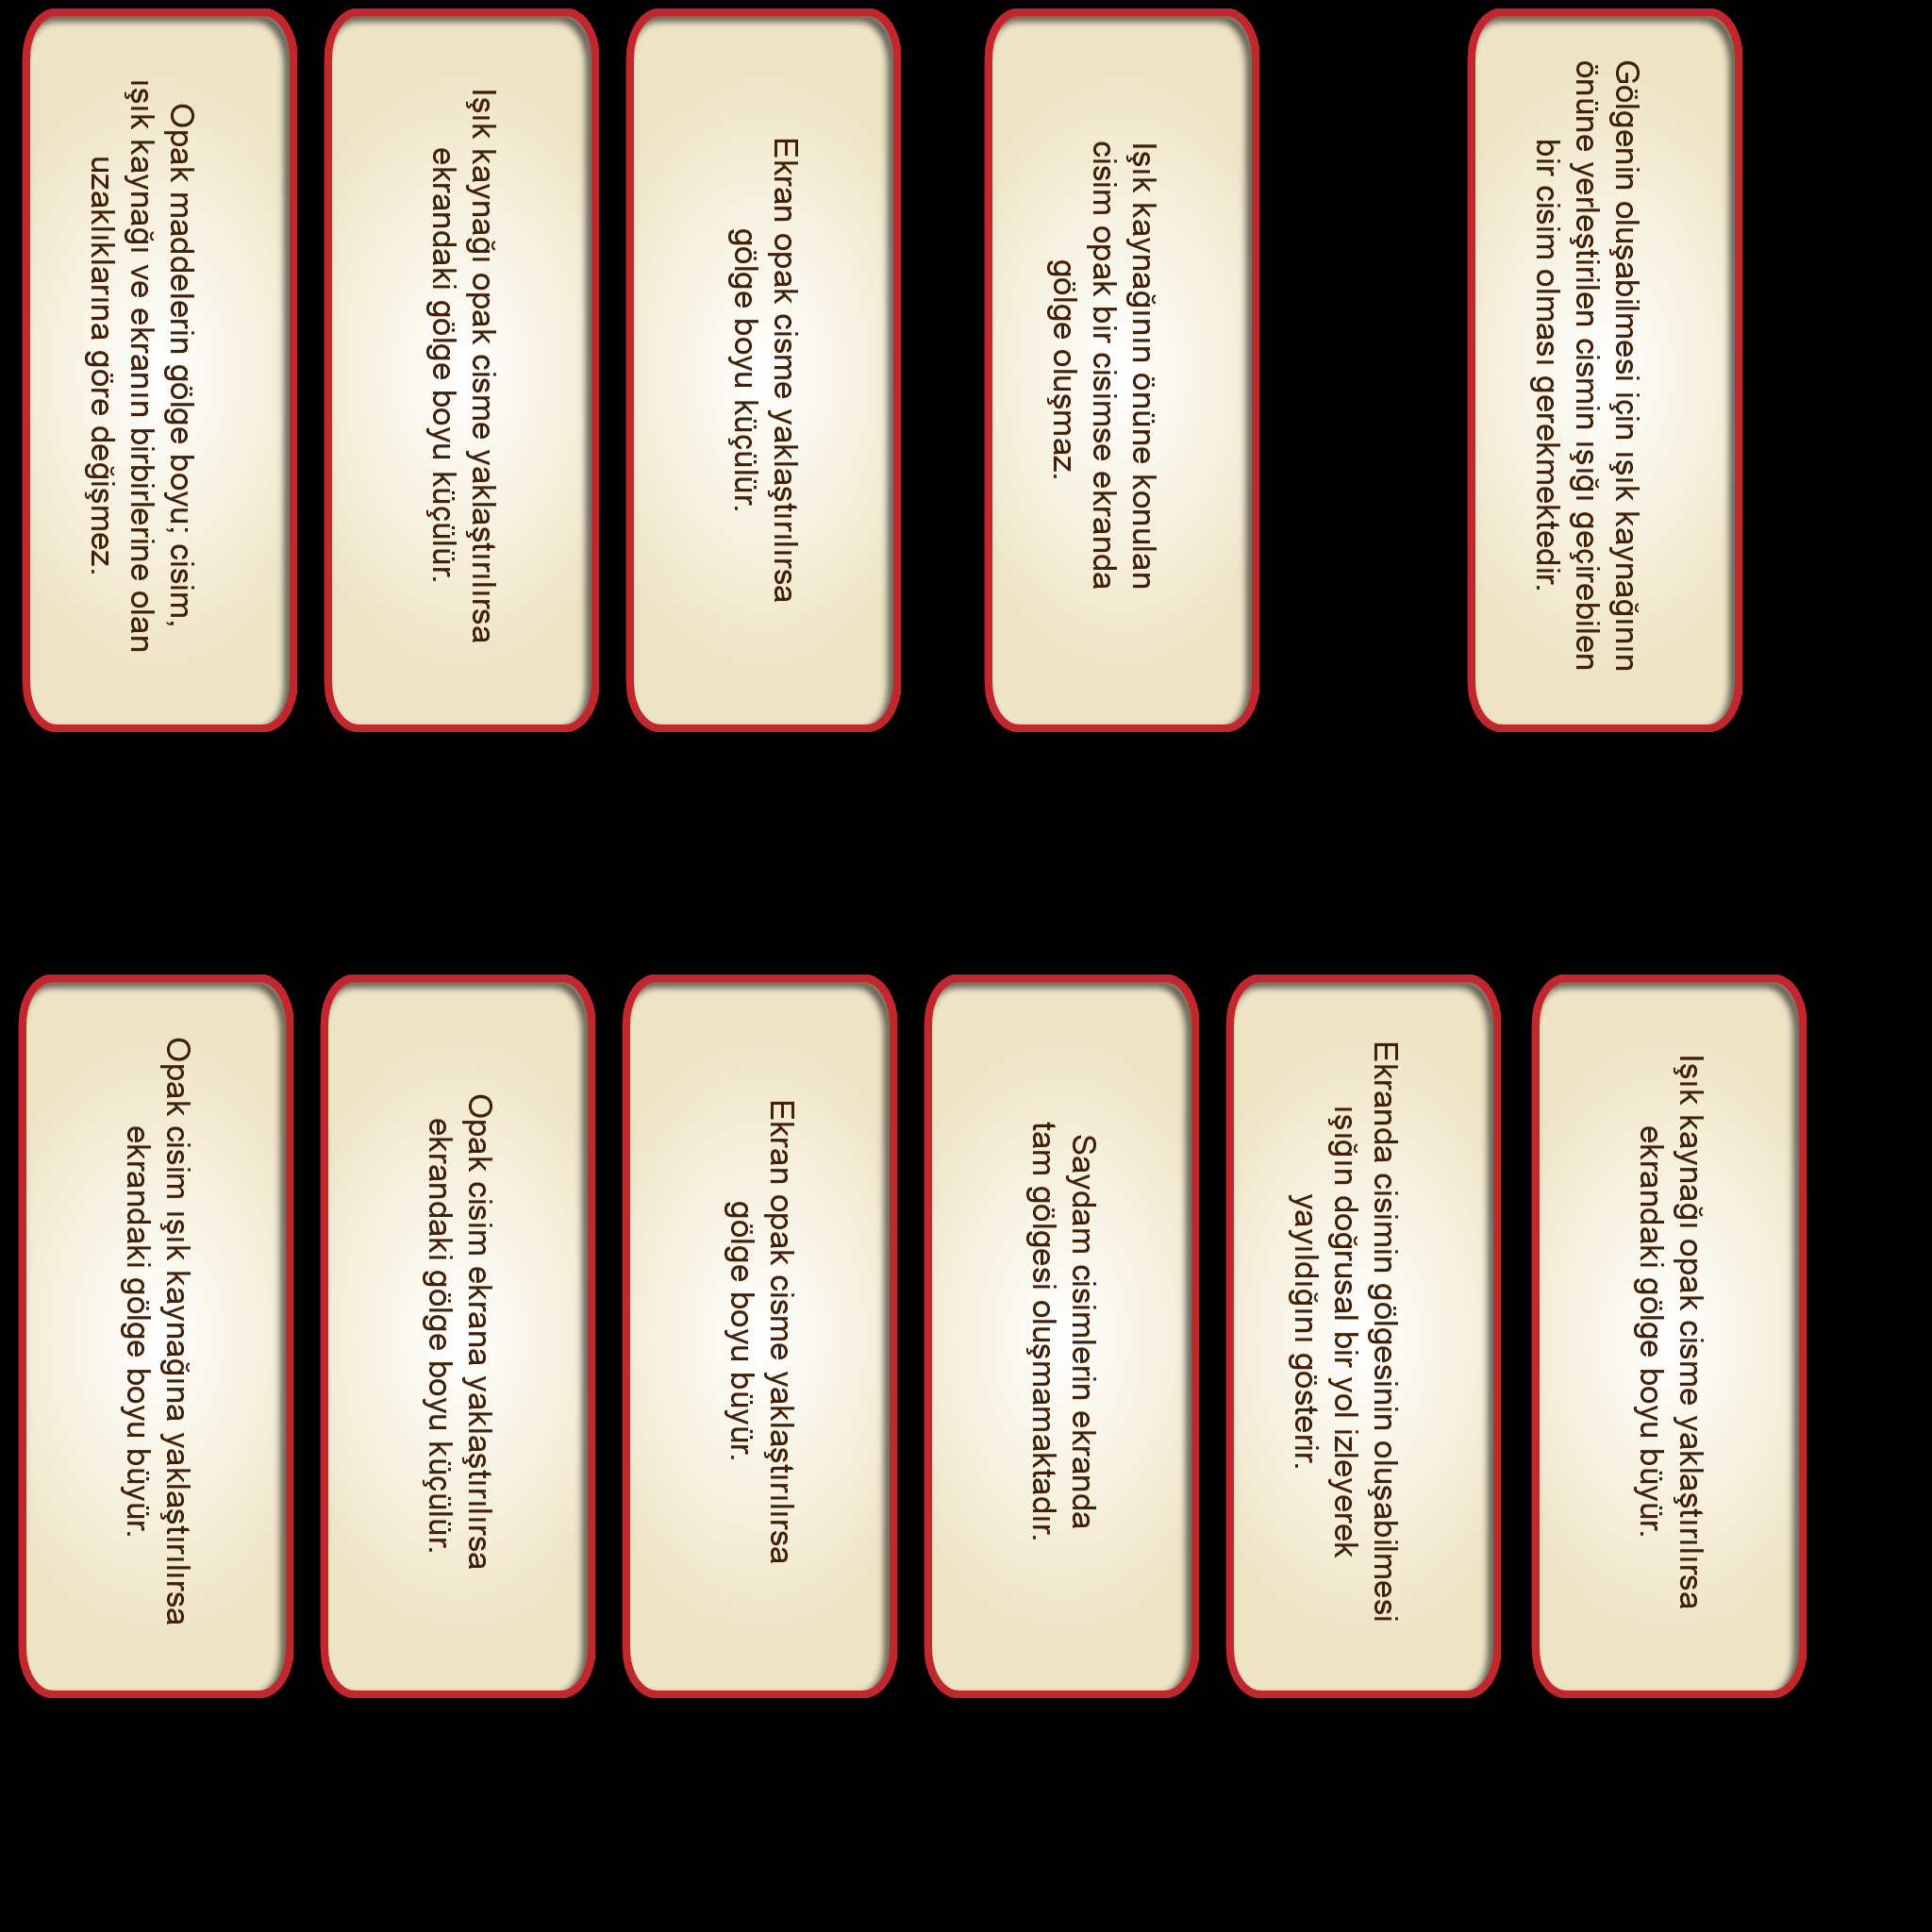 Opak maddelerin gölge boyu; cisim,
ışık kaynağı ve ekranın birbirlerine olan
uzaklıklarına göre değişmez.
Işık kaynağı opak cisme yaklaştırılırsa
ekrandaki gölge boyu küçülür.
Ekran opak cisme yaklaştırılırsa
gölge boyu küçülür.
Işık kaynağının önüne konulan
cisim opak bir cisimse ekranda
gölge oluşmaz.
Gölgenin oluşabilmesi için ışık kaynağının
önüne yerleştirilen cismin ışığı geçirebilen
bir cisim olması gerekmektedir.
Opak cisim ışık kaynağına yaklaştırılırsa
ekrandaki gölge boyu büyür.
Opak cisim ekrana yaklaştırılırsa
ekrandaki gölge boyu küçülür.
Ekran opak cisme yaklaştırılırsa
gölge boyu büyür.
Saydam cisimlerin ekranda
tam gölgesi oluşmamaktadır.
Ekranda cisimin gölgesinin oluşabilmesi
ışığın doğrusal bir yol izleyerek
yayıldığını gösterir.
Işık kaynağı opak cisme yaklaştırılırsa
ekrandaki gölge boyu büyür.